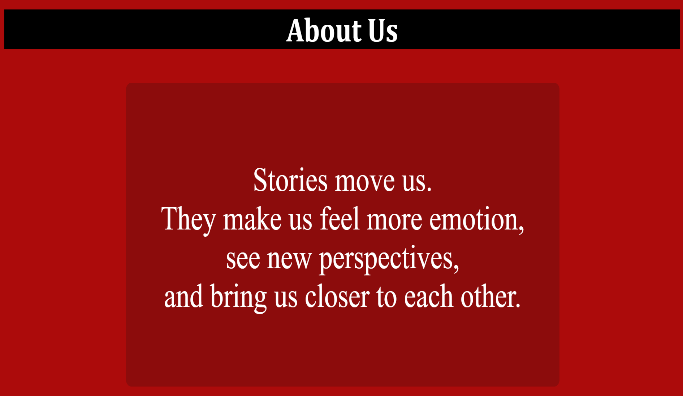 About Us
Stories move us.
They make us feel more emotion,
see new perspectives,
and bring us closer to each other.